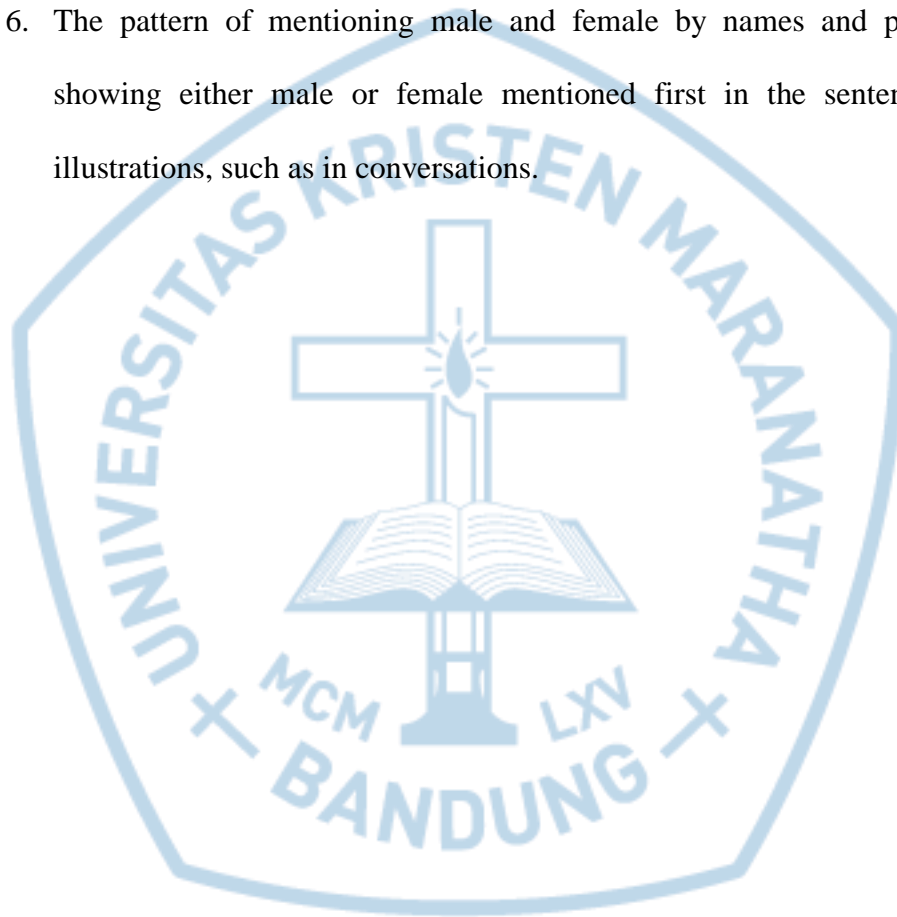 6. The pattern of mentioning male and female by names and p
showing either male or female mentioned first in the senten
illustrations, such as in conversations.
UNIVERSITAS KRISTEN MARANATHA
MCM LXV
BANDUNG